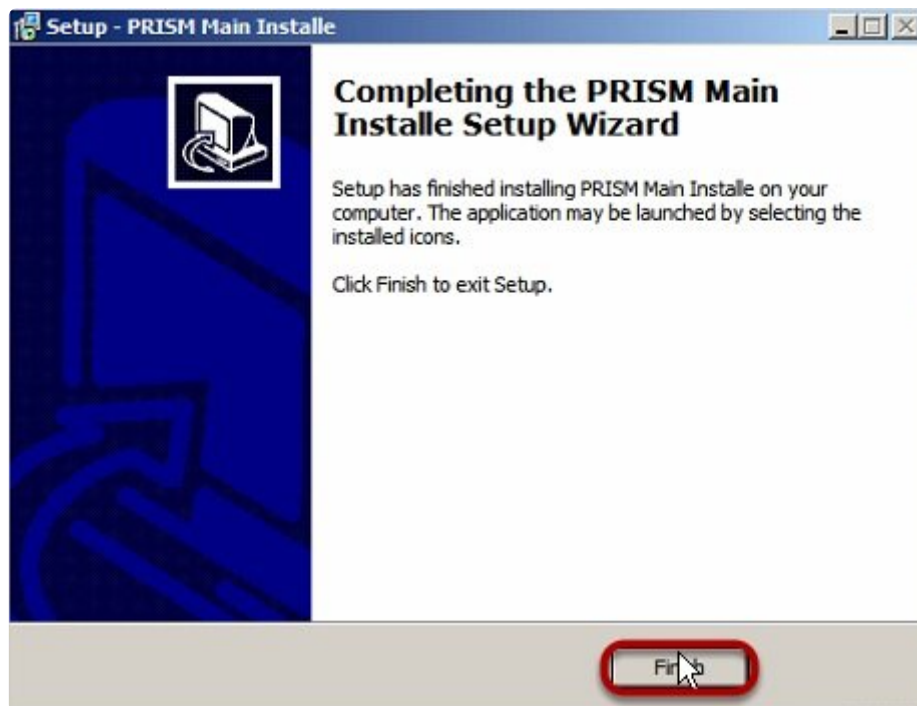 Setup - PRISM Main Installe
Completing the PRISM Main
Installe Setup Wizard
Setup has finished installing PRISM Main Installe on your
computer. The application may be launched by selecting the
installed icons.
Click Finish to exit Setup.
Finish